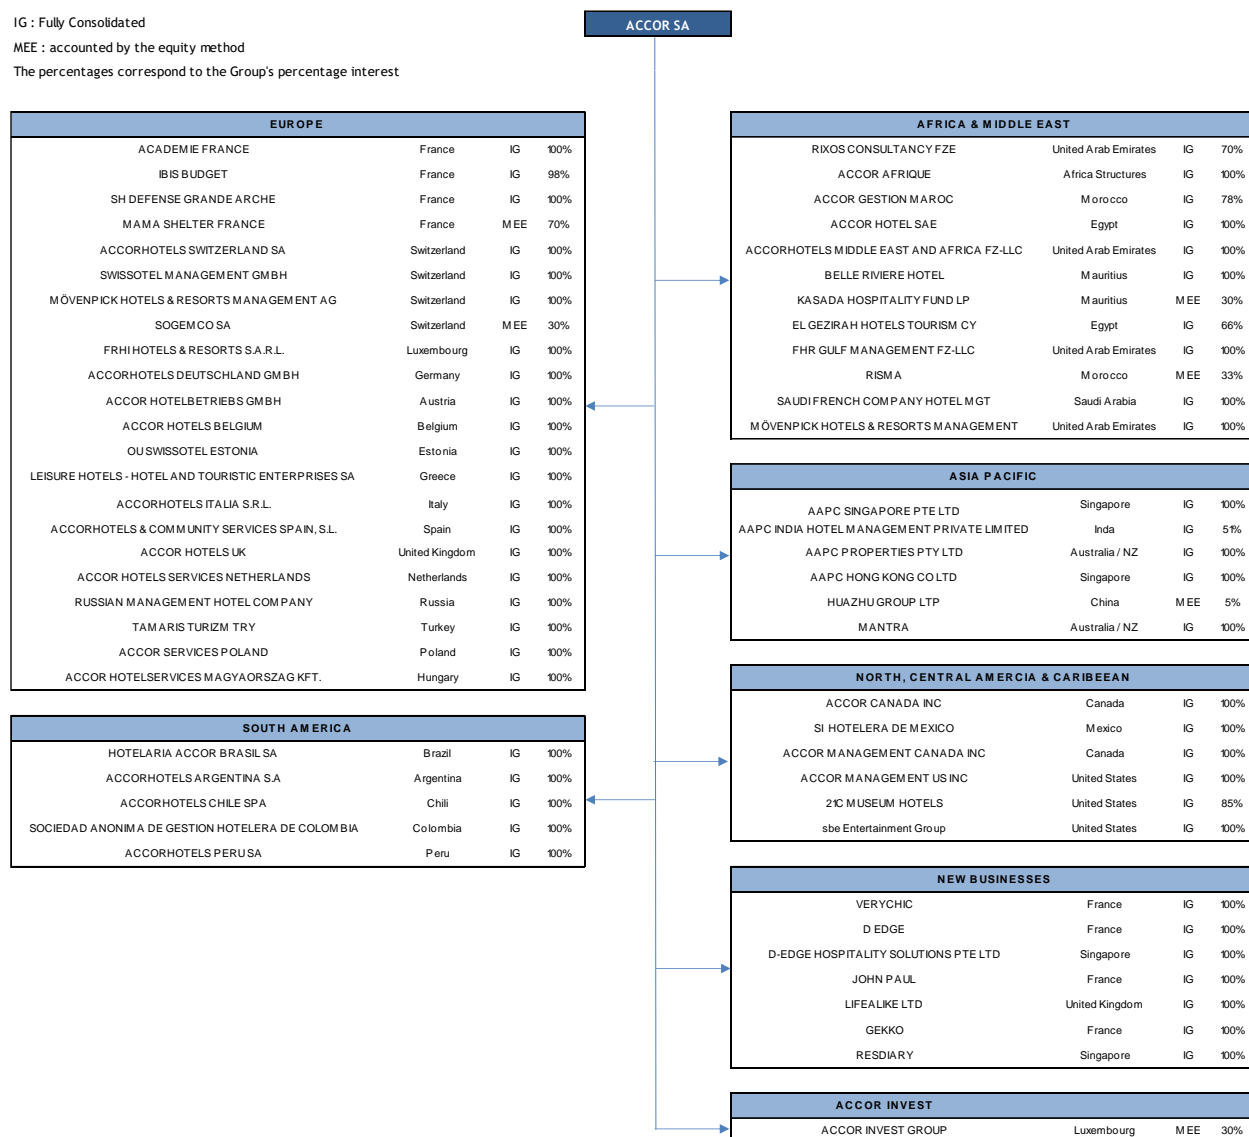 IG : Fully Consolidated
MEE : accounted by the equity method
The percentages correspond to the Group's percentage interest
ACCOR SA
EUROPE
ACADEMIE FRANCE France IG 100%
IBIS BUDGET France IG 98%
SH DEFENSE GRANDE ARCHE France IG 100%
MAMA SHELTER FRANCE France MEE 70%
ACCORHOTELS SWITZERLAND SA Switzerland IG 100%
SWISSOTEL MANAGEMENT GMBH Switzerland IG 100%
MÖVENPICK HOTELS & RESORTS MANAGEMENT AG Switzerland IG 100%
SOGEMCO SA Switzerland MEE 30%
FRHI HOTELS & RESORTS S.A.R.L. Luxembourg IG 100%
ACCORHOTELS DEUTSCHLAND GMBH Germany IG 100%
ACCOR HOTELBETRIEBS GMBH Austria IG 100%
ACCOR HOTELS BELGIUM Belgium IG 100%
OU SWISSOTEL ESTONIA Estonia IG 100%
LEISURE HOTELS - HOTEL AND TOURISTIC ENTERPRISES SA Greece IG 100%
ACCORHOTELS ITALIA S.R.L. Italy IG 100%
ACCORHOTELS & COMMUNITY SERVICES SPAIN, S.L. Spain IG 100%
ACCOR HOTELS UK United Kingdom IG 100%
ACCOR HOTELS SERVICES NETHERLANDS Netherlands IG 100%
RUSSIAN MANAGEMENT HOTEL COMPANY Russia IG 100%
TAMARIS TURIZM TRY Turkey IG 100%
ACCOR SERVICES POLAND Poland IG 100%
ACCOR HOTELSERVICES MAGYAORSZAG KFT. Hungary IG 100%
SOUTH AMERICA
HOTELARIA ACCOR BRASIL SA Brazil IG 100%
ACCORHOTELS ARGENTINA S.A Argentina IG 100%
ACCORHOTELS CHILE SPA Chili IG 100%
SOCIEDAD ANONIMA DE GESTION HOTELERA DE COLOMBIA Colombia IG 100%
ACCORHOTELS PERU SA Peru IG 100%
AFRICA & MIDDLE EAST
RIXOS CONSULTANCY FZE United Arab Emirates IG 70%
ACCOR AFRIQUE Africa Structures IG 100%
ACCOR GESTION MAROC Morocco IG 78%
ACCOR HOTEL SAE Egypt IG 100%
ACCORHOTELS MIDDLE EAST AND AFRICA FZ-LLC United Arab Emirates IG 100%
BELLE RIVIERE HOTEL Mauritius IG 100%
KASADA HOSPITALITY FUND LP Mauritius MEE 30%
EL GEZIRAH HOTELS TOURISM CY Egypt IG 66%
FHR GULF MANAGEMENT FZ-LLC United Arab Emirates IG 100%
RISMA Morocco MEE 33%
SAUDI FRENCH COMPANY HOTEL MGT Saudi Arabia IG 100%
MÖVENPICK HOTELS & RESORTS MANAGEMENT United Arab Emirates IG 100%
ASIA PACIFIC
AAPC SINGAPORE PTE LTD Singapore IG 100%
AAPC INDIA HOTEL MANAGEMENT PRIVATE LIMITED Inda IG 51%
AAPC PROPERTIES PTY LTD Australia / NZ IG 100%
AAPC HONG KONG CO LTD Singapore IG 100%
HUAZHU GROUP LTP China MEE 5%
MANTRA Australia / NZ IG 100%
NORTH, CENTRAL AMERCIA & CARIBEEAN
ACCOR CANADA INC Canada IG 100%
SI HOTELERA DE MEXICO Mexico IG 100%
ACCOR MANAGEMENT CANADA INC Canada IG 100%
ACCOR MANAGEMENT US INC United States IG 100%
21C MUSEUM HOTELS United States IG 85%
sbe Entertainment Group United States IG 100%
NEW BUSINESSES
VERYCHIC France IG 100%
D EDGE France IG 100%
D-EDGE HOSPITALITY SOLUTIONS PTE LTD Singapore IG 100%
JOHN PAUL France IG 100%
LIFEALIKE LTD United Kingdom IG 100%
GEKKO France IG 100%
RESDIARY Singapore IG 100%
ACCOR INVEST
ACCOR INVEST GROUP Luxembourg MEE 30%